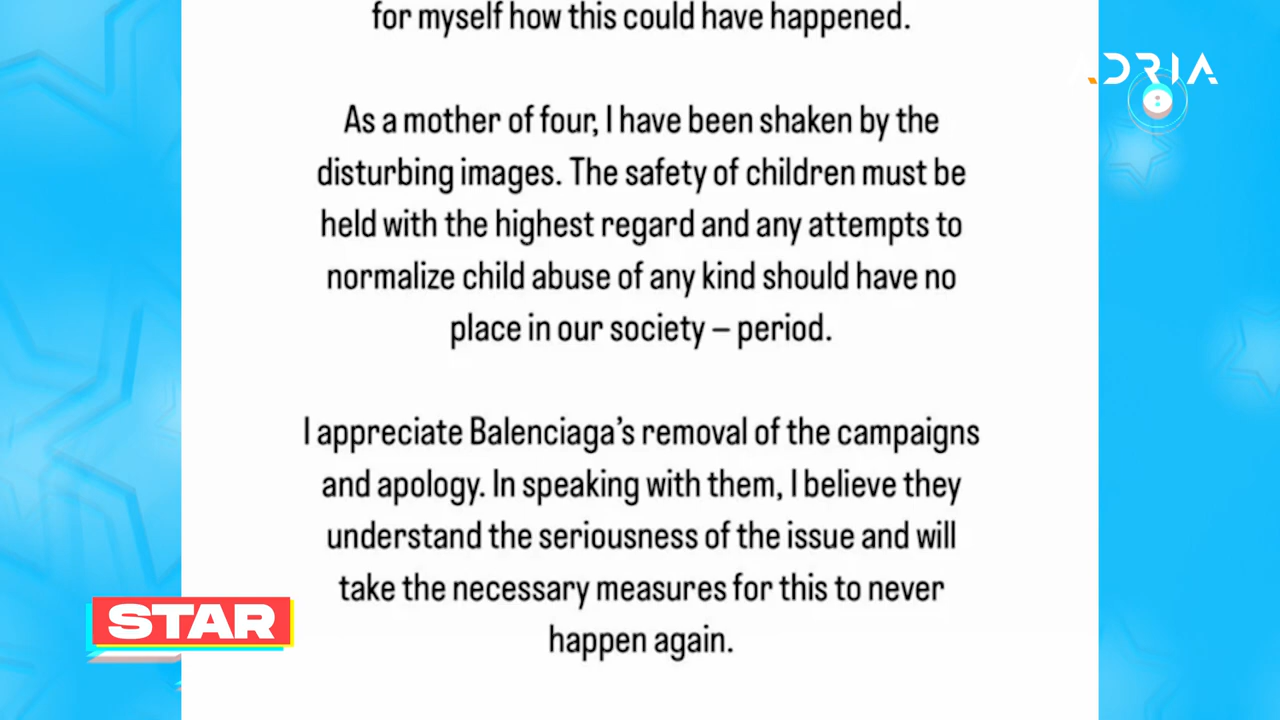 for myself how this could have happened.
ADRIA
As a mother of four, I have been shaken by the
disturbing images. The safety of children must be
held with the highest regard and any attempts to
normalize child abuse of any kind should have no
place in our society – period.
I appreciate Balenciaga’s removal of the campaigns
and apology. In speaking with them, I believe they
understand the seriousness of the issue and will
take the necessary measures for this to never
happen again.
STAR